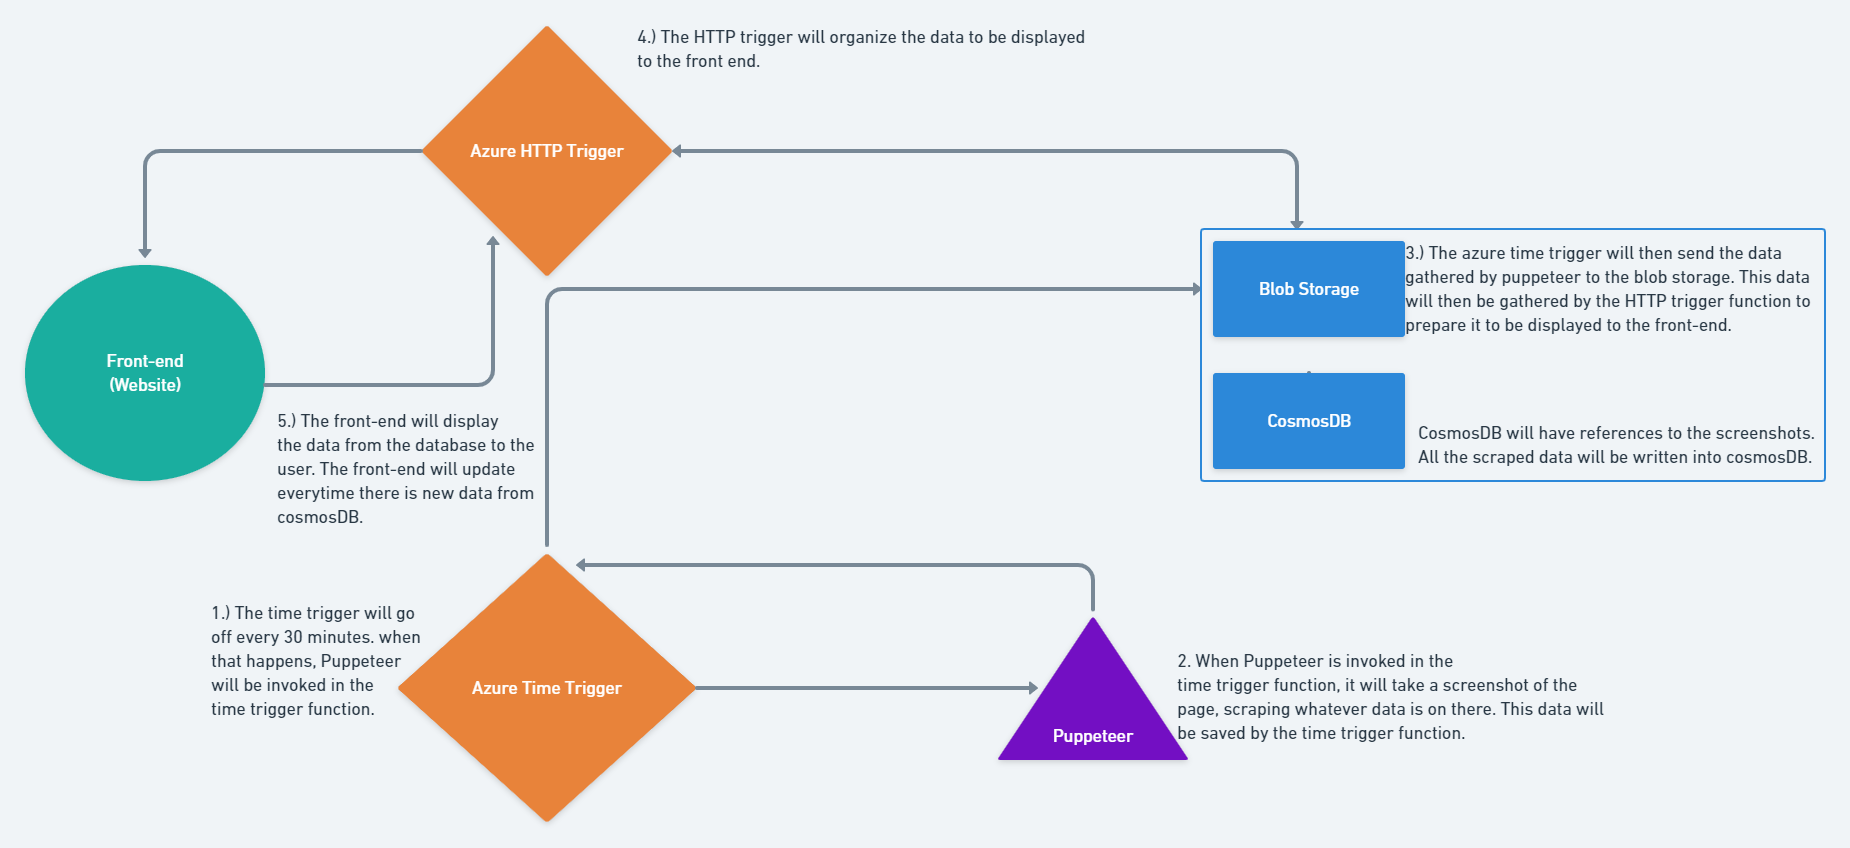 4.) The HTTP trigger will organize the data to be displayed
to the front end.
Azure HTTP Trigger
3.) The azure time trigger will then send the data
gathered by puppeteer to the blob storage. This data
will then be gathered by the HTTP trigger function to
prepare it to be displayed to the front-end.
Blob Storage
Front-end
(Website)
CosmosDB
CosmosDB will have references to the screenshots.
All the scraped data will be written into cosmosDB.
5.) The front-end will display
the data from the database to the
user. The front-end will update
everytime there is new data from
cosmosDB.
1.) The time trigger will go
off every 30 minutes. when
that happens, Puppeteer
will be invoked in the
time trigger function.
Azure Time Trigger
Puppeteer
2. When Puppeteer is invoked in the
time trigger function, it will take a screenshot of the
page, scraping whatever data is on there. This data will
be saved by the time trigger function.